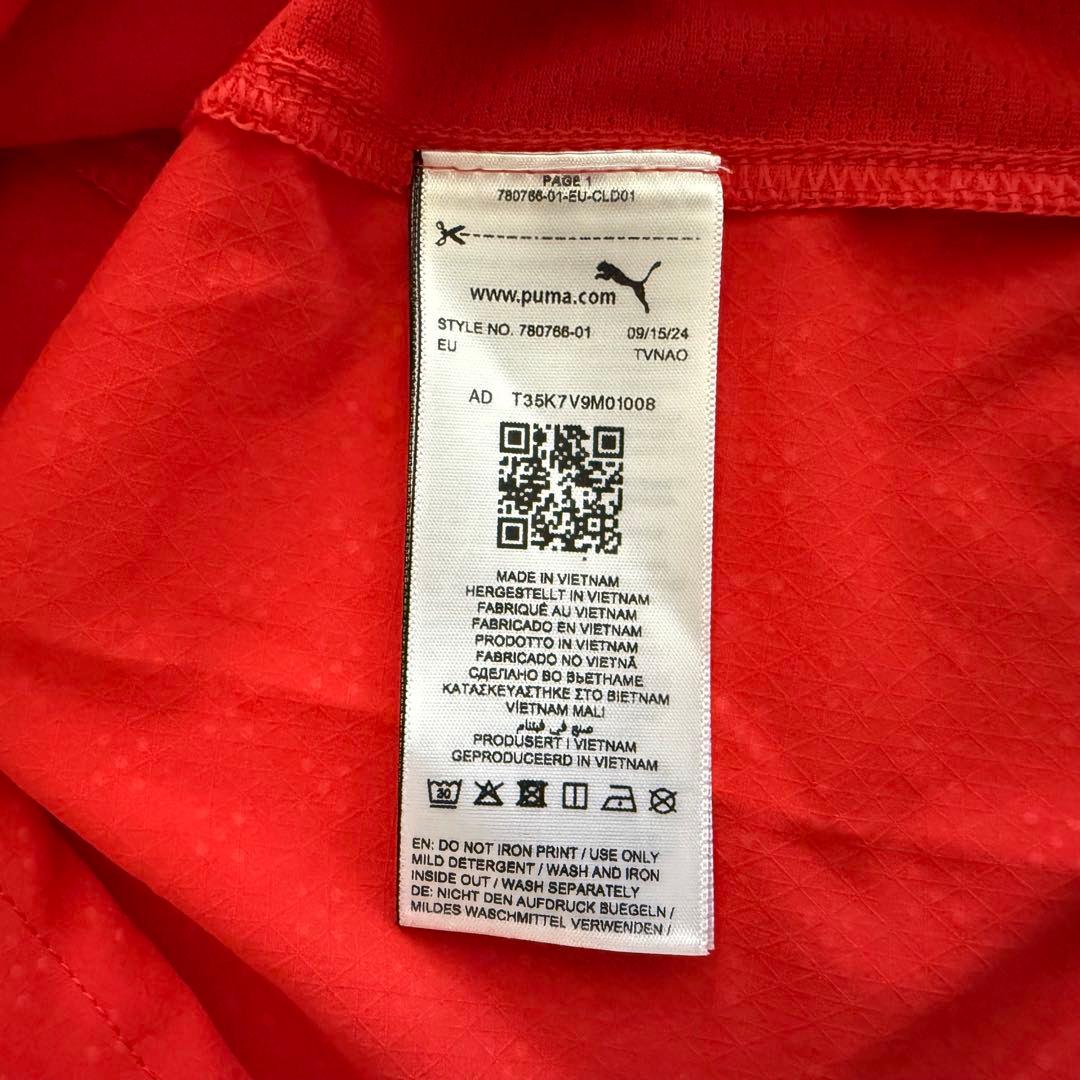 PAGE 1
780766-01-EU-CLD01
www.puma.com
STYLE NO. 780766-01 09/15/24
EU TVNAO
AD T35K7V9M01008
MADE IN VIETNAM
HERGESTELLT IN VIETNAM
FABRIQUÉ AU VIETNAM
FABRICADO EN VIETNAM
PRODOTTO IN VIETNAM
FABRICADO NO VIETNÃ
СДЕЛАНО ВО ВЬЕТНАМЕ
ΚΑΤΑΣΚΕΥΑΣΤΗΚΕ ΣΤΟ ΒΙΕΤΝΑΜ
VİETNAM MALI
صنع في فيتنام
PRODUSERT I VIETNAM
GEPRODUCEERD IN VIETNAM
30
EN: DO NOT IRON PRINT / USE ONLY
MILD DETERGENT / WASH AND IRON
INSIDE OUT / WASH SEPARATELY
DE: NICHT DEN AUFDRUCK BUEGELN /
MILDES WASCHMITTEL VERWENDEN /